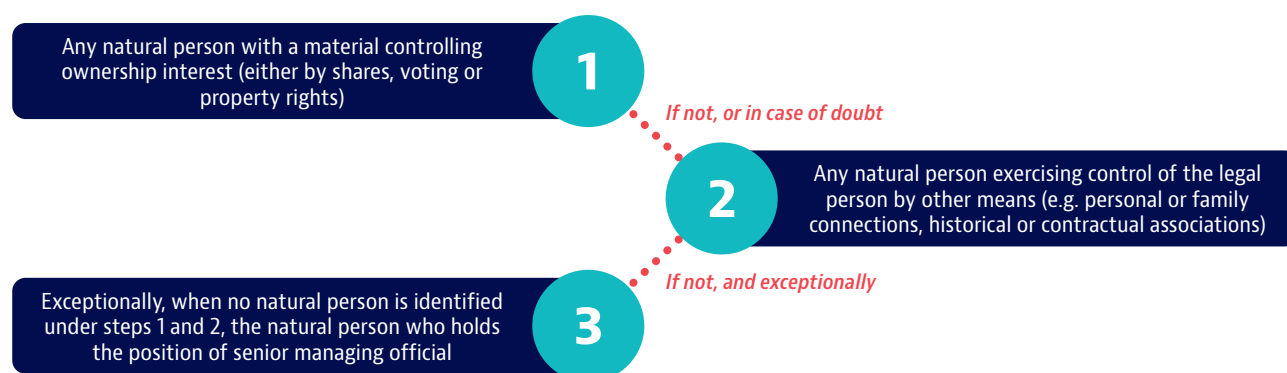 Any natural person with a material controlling
ownership interest (either by shares, voting or
property rights)
1
If not, or in case of doubt
2
Any natural person exercising control of the legal
person by other means (e.g. personal or family
connections, historical or contractual associations)
If not, and exceptionally
Exceptionally, when no natural person is identified
under steps 1 and 2, the natural person who holds
the position of senior managing official
3